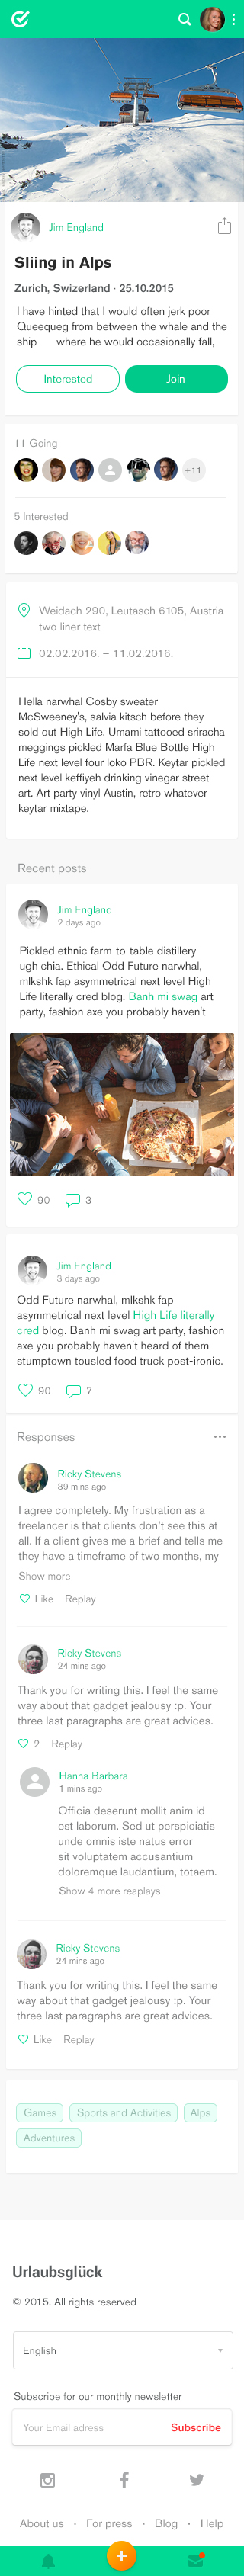 Jim England
Sliing in Alps
Zurich, Swizerland · 25.10.2015
I have hinted that I would often jerk poor
Queequeg from between the whale and the
ship — where he would occasionally fall,
Interested
Join
11 Going
+11
5 Interested
Weidach 290, Leutasch 6105, Austria
two liner text
02.02.2016. – 11.02.2016.
Hella narwhal Cosby sweater
McSweeney's, salvia kitsch before they
sold out High Life. Umami tattooed sriracha
meggings pickled Marfa Blue Bottle High
Life next level four loko PBR. Keytar pickled
next level keffiyeh drinking vinegar street
art. Art party vinyl Austin, retro whatever
keytar mixtape.
Recent posts
Jim England
2 days ago
Pickled ethnic farm-to-table distillery
ugh chia. Ethical Odd Future narwhal,
mlkshk fap asymmetrical next level High
Life literally cred blog. Banh mi swag art
party, fashion axe you probably haven't
90
3
Jim England
3 days ago
Odd Future narwhal, mlkshk fap
asymmetrical next level High Life literally
cred blog. Banh mi swag art party, fashion
axe you probably haven't heard of them
stumptown tousled food truck post-ironic.
90
7
Responses
Ricky Stevens
39 mins ago
I agree completely. My frustration as a
freelancer is that clients don't see this at
all. If a client gives me a brief and tells me
they have a timeframe of two months, my
Show more
Like Replay
Ricky Stevens
24 mins ago
Thank you for writing this. I feel the same
way about that gadget jealousy :p. Your
three last paragraphs are great advices.
2 Replay
Hanna Barbara
1 mins ago
Officia deserunt mollit anim id
est laborum. Sed ut perspiciatis
unde omnis iste natus error
sit voluptatem accusantium
doloremque laudantium, totaem.
Show 4 more reaplays
Ricky Stevens
24 mins ago
Thank you for writing this. I feel the same
way about that gadget jealousy :p. Your
three last paragraphs are great advices.
Like Replay
Games Sports and Activities Alps
Adventures
Urlaubsglück
© 2015. All rights reserved
English
Subscribe for our monthly newsletter
Your Email adress
Subscribe
About us · For press · Blog · Help